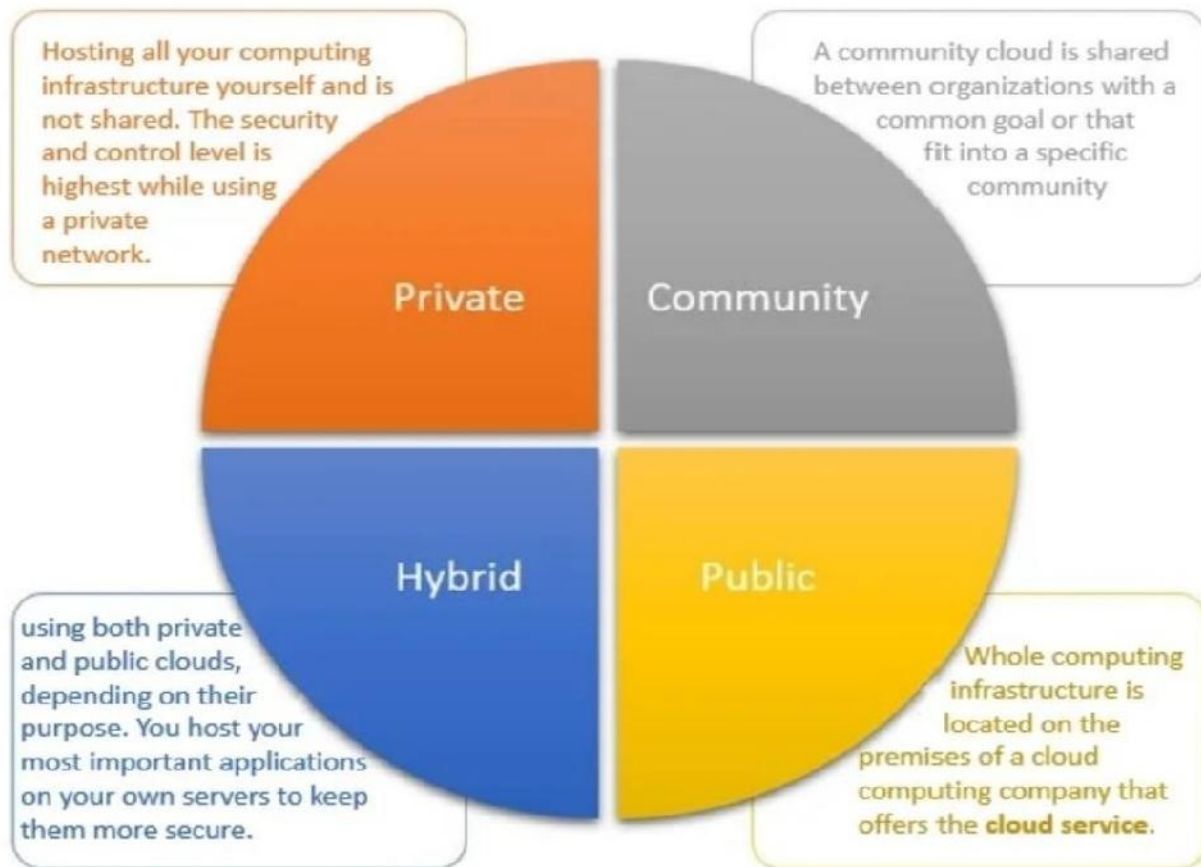 Hosting all your computing
infrastructure yourself and is
not shared. The security
and control level is
highest while using
a private
network.
A community cloud is shared
between organizations with a
common goal or that
fit into a specific
community
Private
Community
Hybrid
Public
using both private
and public clouds,
depending on their
purpose. You host your
most important applications
on your own servers to keep
them more secure.
Whole computing
infrastructure is
located on the
premises of a cloud
computing company that
offers the cloud service.